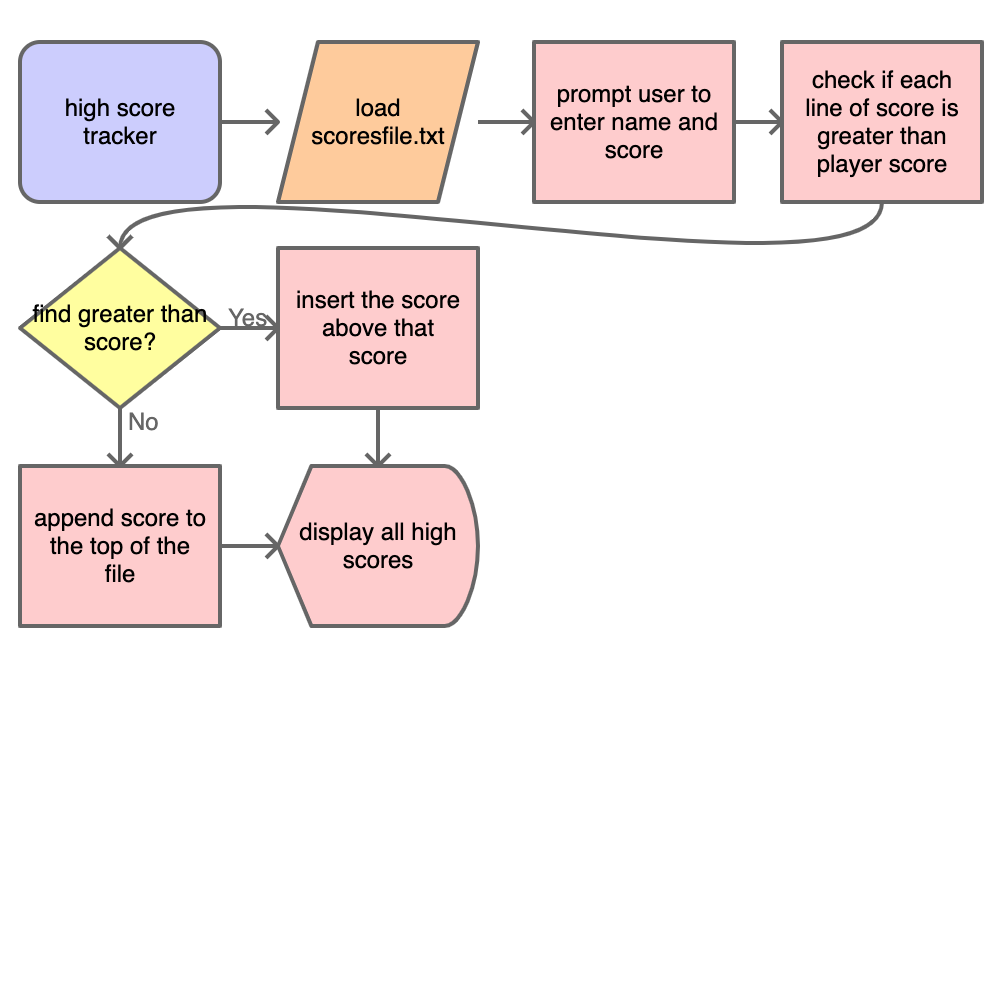 high score
tracker
load
scoresfile.txt
prompt user to
enter name and
score
check if each
line of score is
greater than
player score
find greater than
score?
Yes
insert the score
above that
score
No
append score to
the top of the
file
display all high
scores